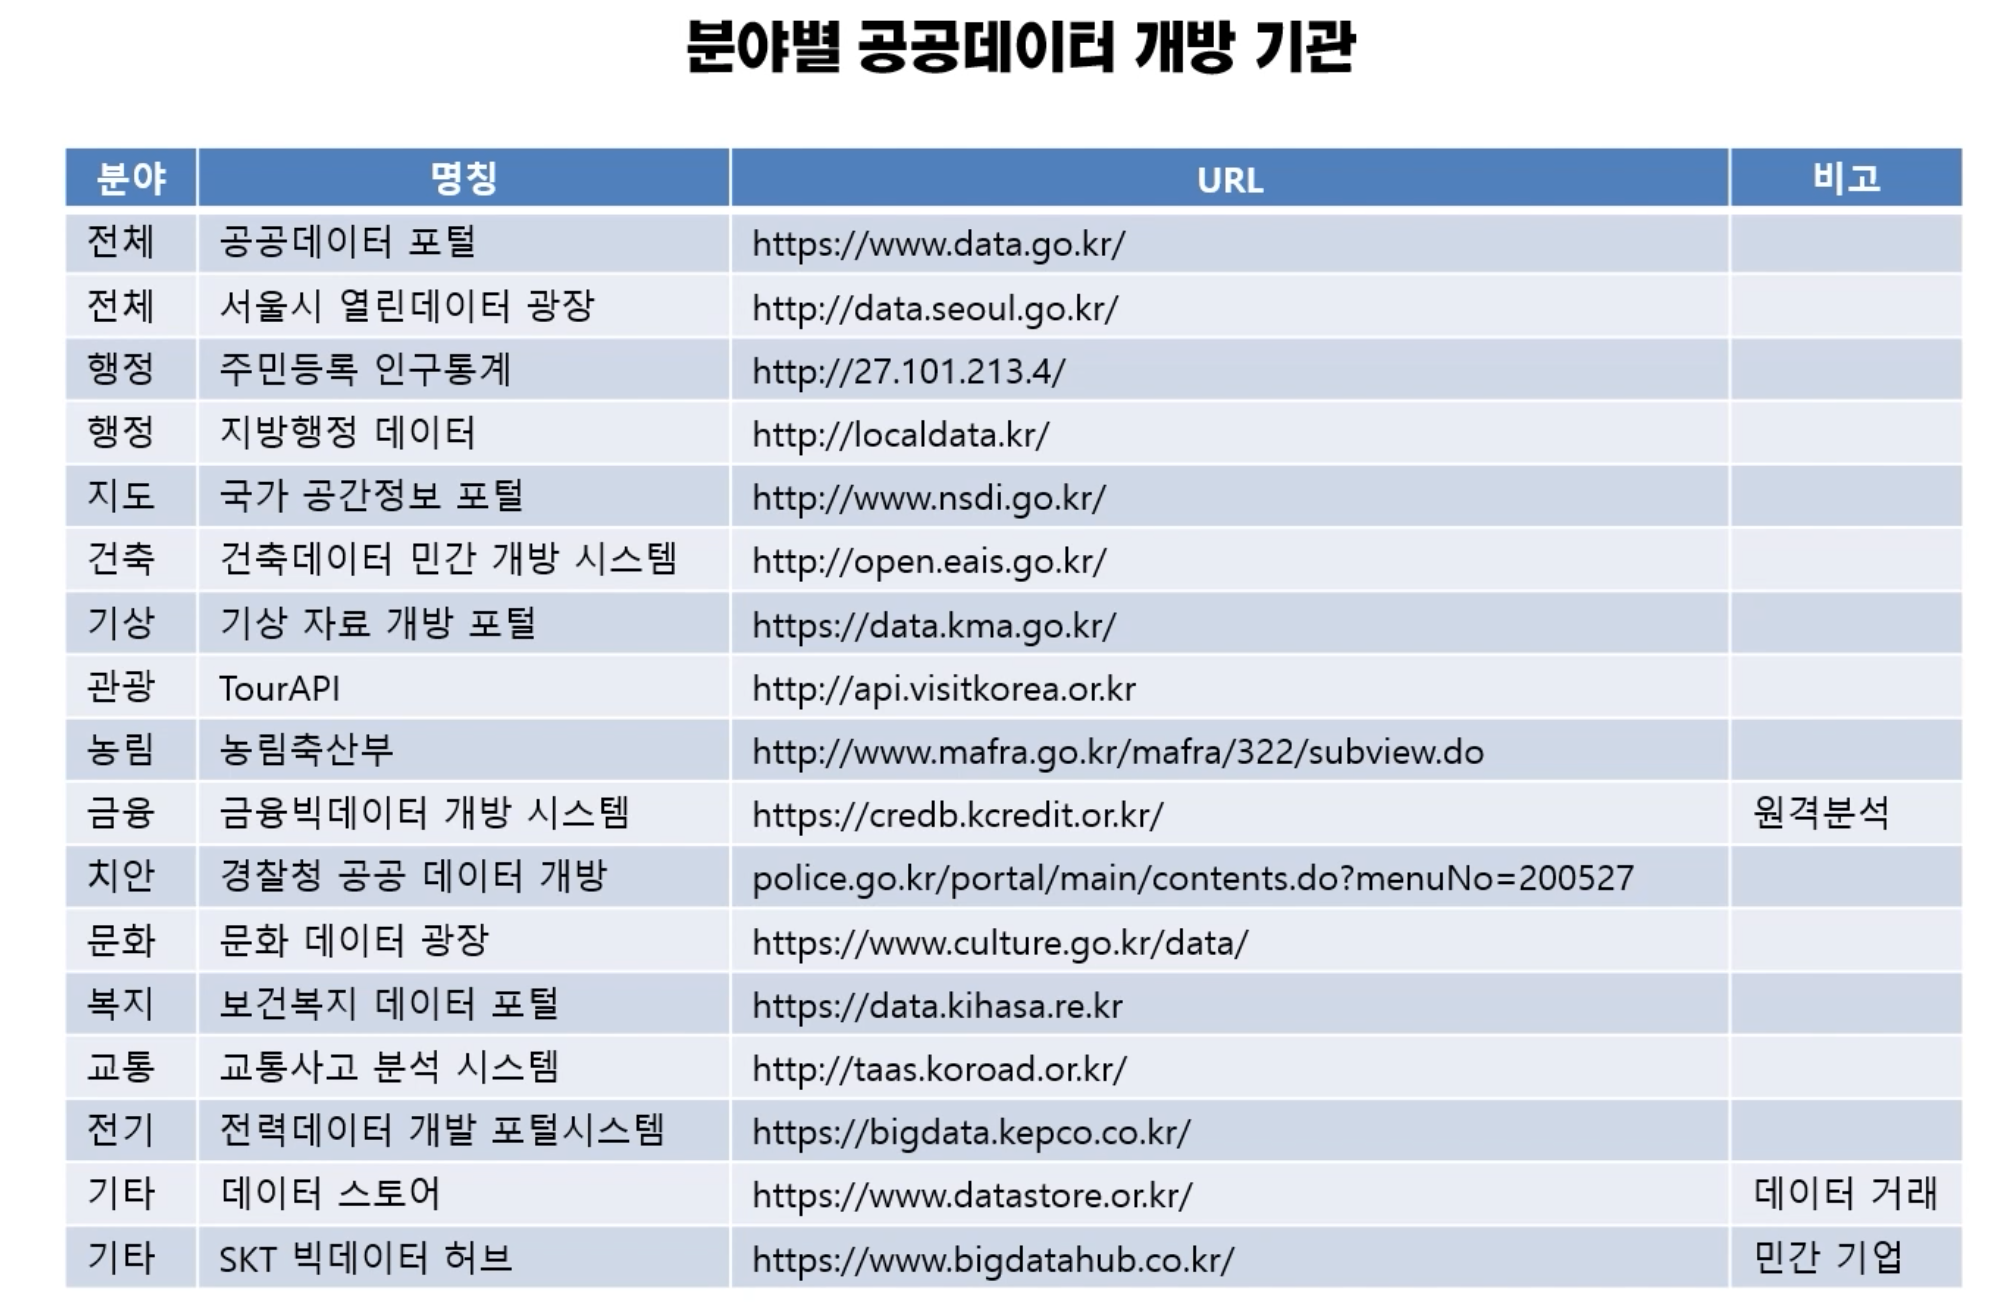 분야별 공공데이터 개방 기관
분야 명칭 URL 비고
전체 공공데이터 포털 https://www.data.go.kr/
전체 서울시 열린데이터 광장 http://data.seoul.go.kr/
행정 주민등록 인구통계 http://27.101.213.4/
행정 지방행정 데이터 http://localdata.kr/
지도 국가 공간정보 포털 http://www.nsdi.go.kr/
건축 건축데이터 민간 개방 시스템 http://open.eais.go.kr/
기상 기상 자료 개방 포털 https://data.kma.go.kr/
관광 TourAPI http://api.visitkorea.or.kr
농림 농림축산부 http://www.mafra.go.kr/mafra/322/subview.do
금융 금융빅데이터 개방 시스템 https://credb.kcredit.or.kr/ 원격분석
치안 경찰청 공공 데이터 개방 police.go.kr/portal/main/contents.do?menuNo=200527
문화 문화 데이터 광장 https://www.culture.go.kr/data/
복지 보건복지 데이터 포털 https://data.kihasa.re.kr
교통 교통사고 분석 시스템 http://taas.koroad.or.kr/
전기 전력데이터 개발 포털시스템 https://bigdata.kepco.co.kr/
기타 데이터 스토어 https://www.datastore.or.kr/ 데이터 거래
기타 SKT 빅데이터 허브 https://www.bigdatahub.co.kr/ 민간 기업